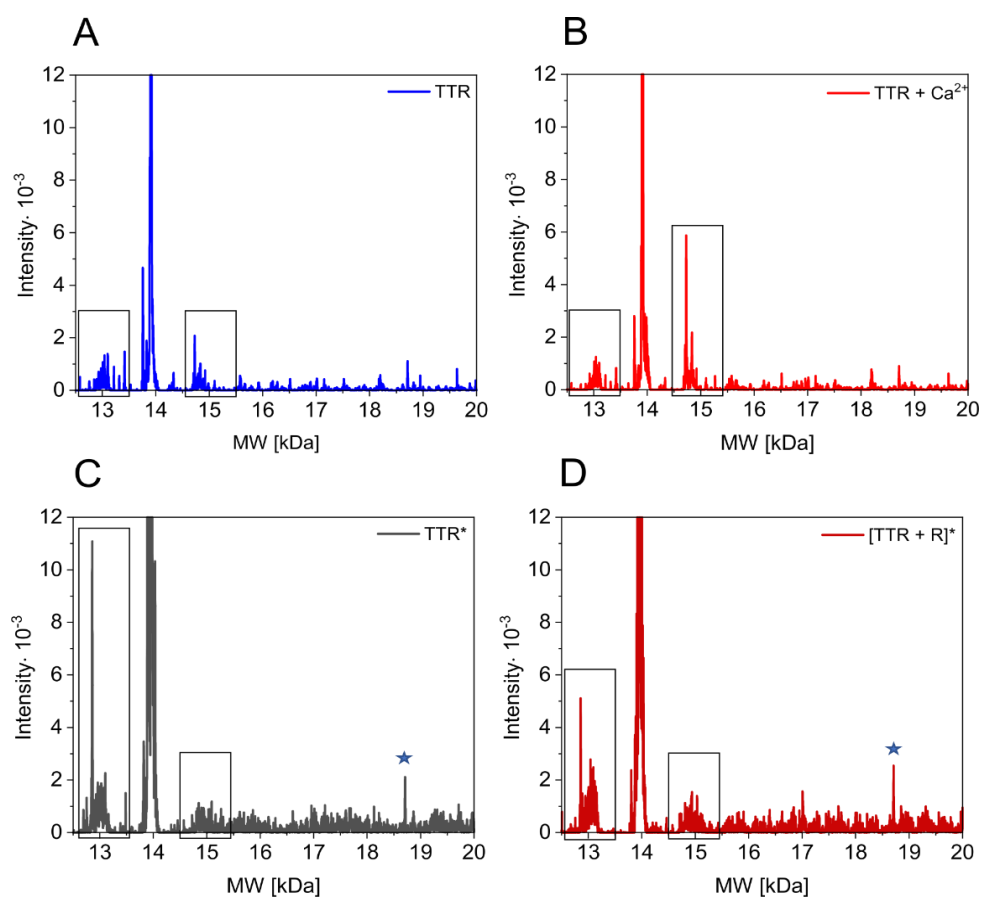 A
TTR
12
10
8
6
4
2
0
Intensity· 10⁻³
13 14 15 16 17 18 19 20
MW [kDa]
B
TTR + Ca²⁺
12
10
8
6
4
2
0
Intensity· 10⁻³
13 14 15 16 17 18 19 20
MW [kDa]
C
TTR*
12
10
8
6
4
2
0
Intensity· 10⁻³
13 14 15 16 17 18 19 20
MW [kDa]
D
[TTR + R]*
12
10
8
6
4
2
0
Intensity· 10⁻³
13 14 15 16 17 18 19 20
MW [kDa]